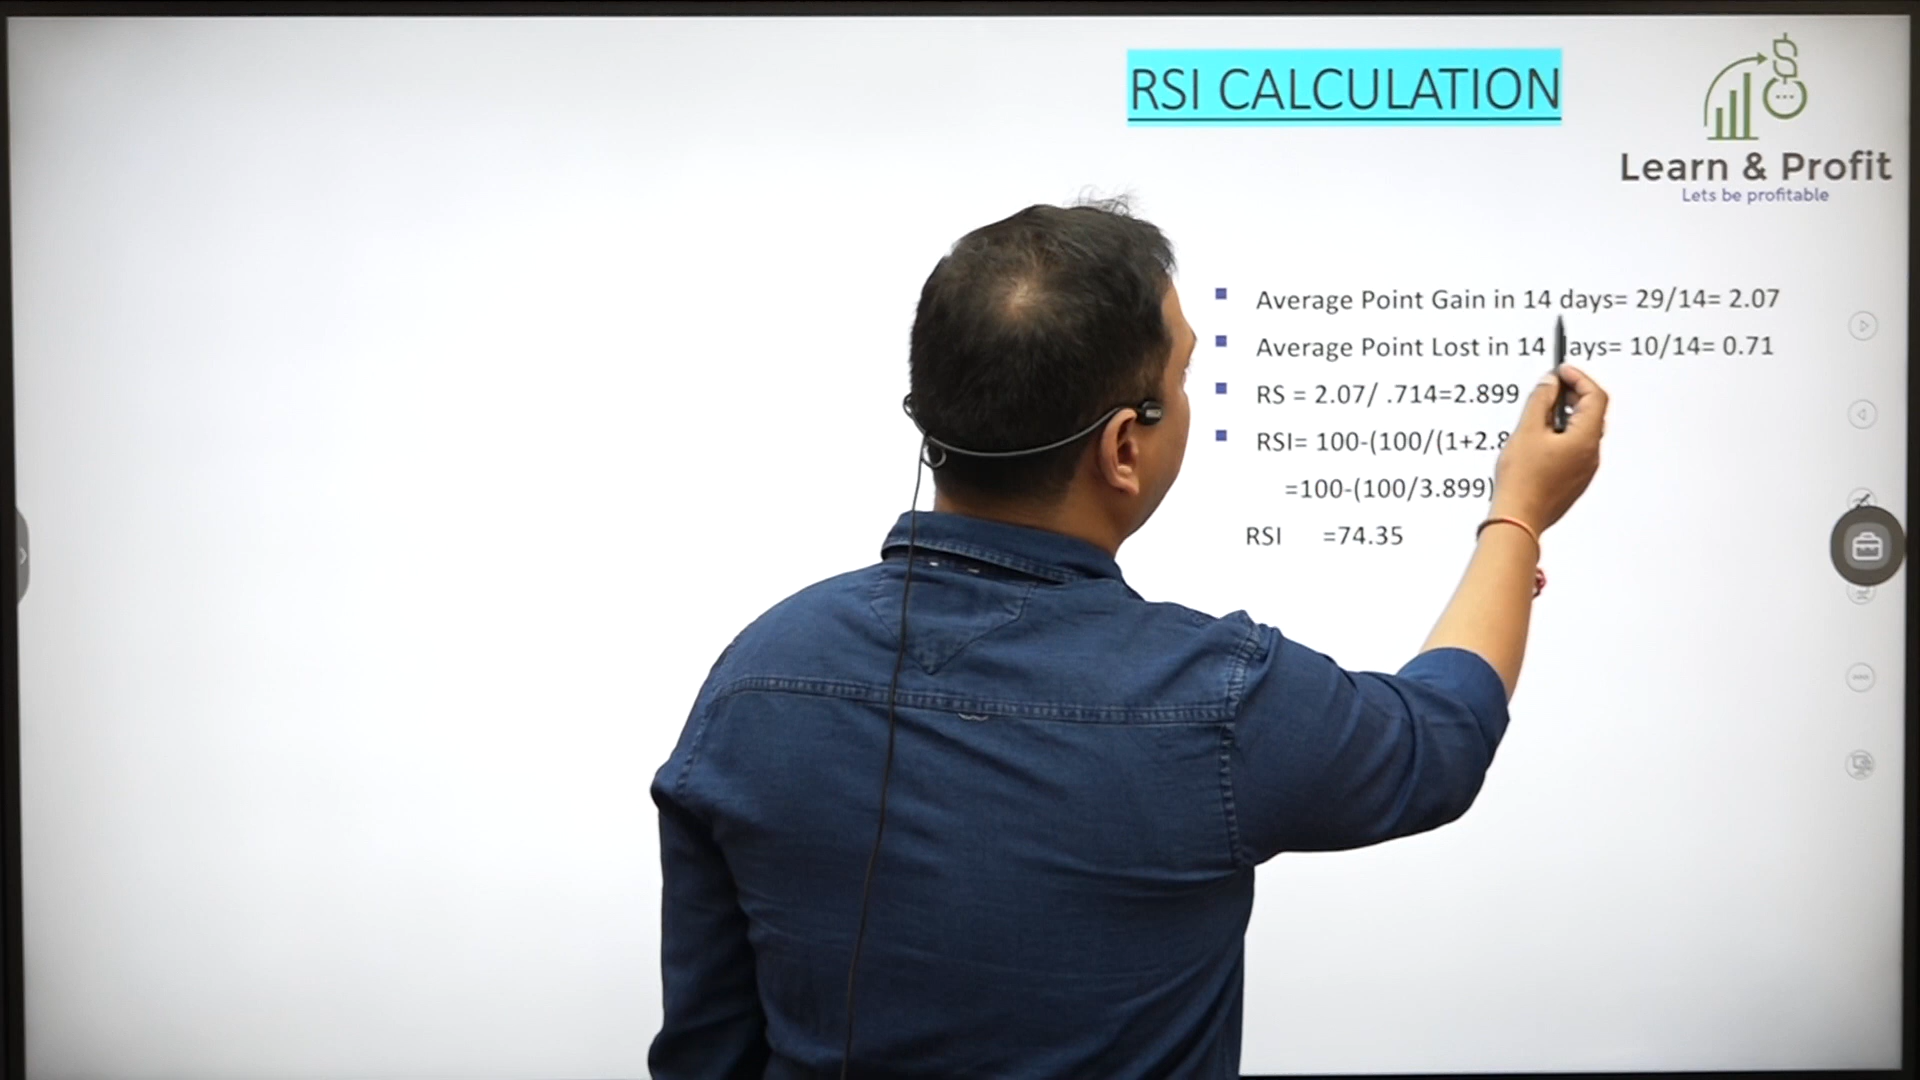 RSI CALCULATION
Learn & Profit
Lets be profitable
Average Point Gain in 14 days= 29/14= 2.07
Average Point Lost in 14 days= 10/14= 0.71
RS = 2.07/ .714=2.899
RSI= 100-(100/(1+2.8
=100-(100/3.899)
RSI =74.35